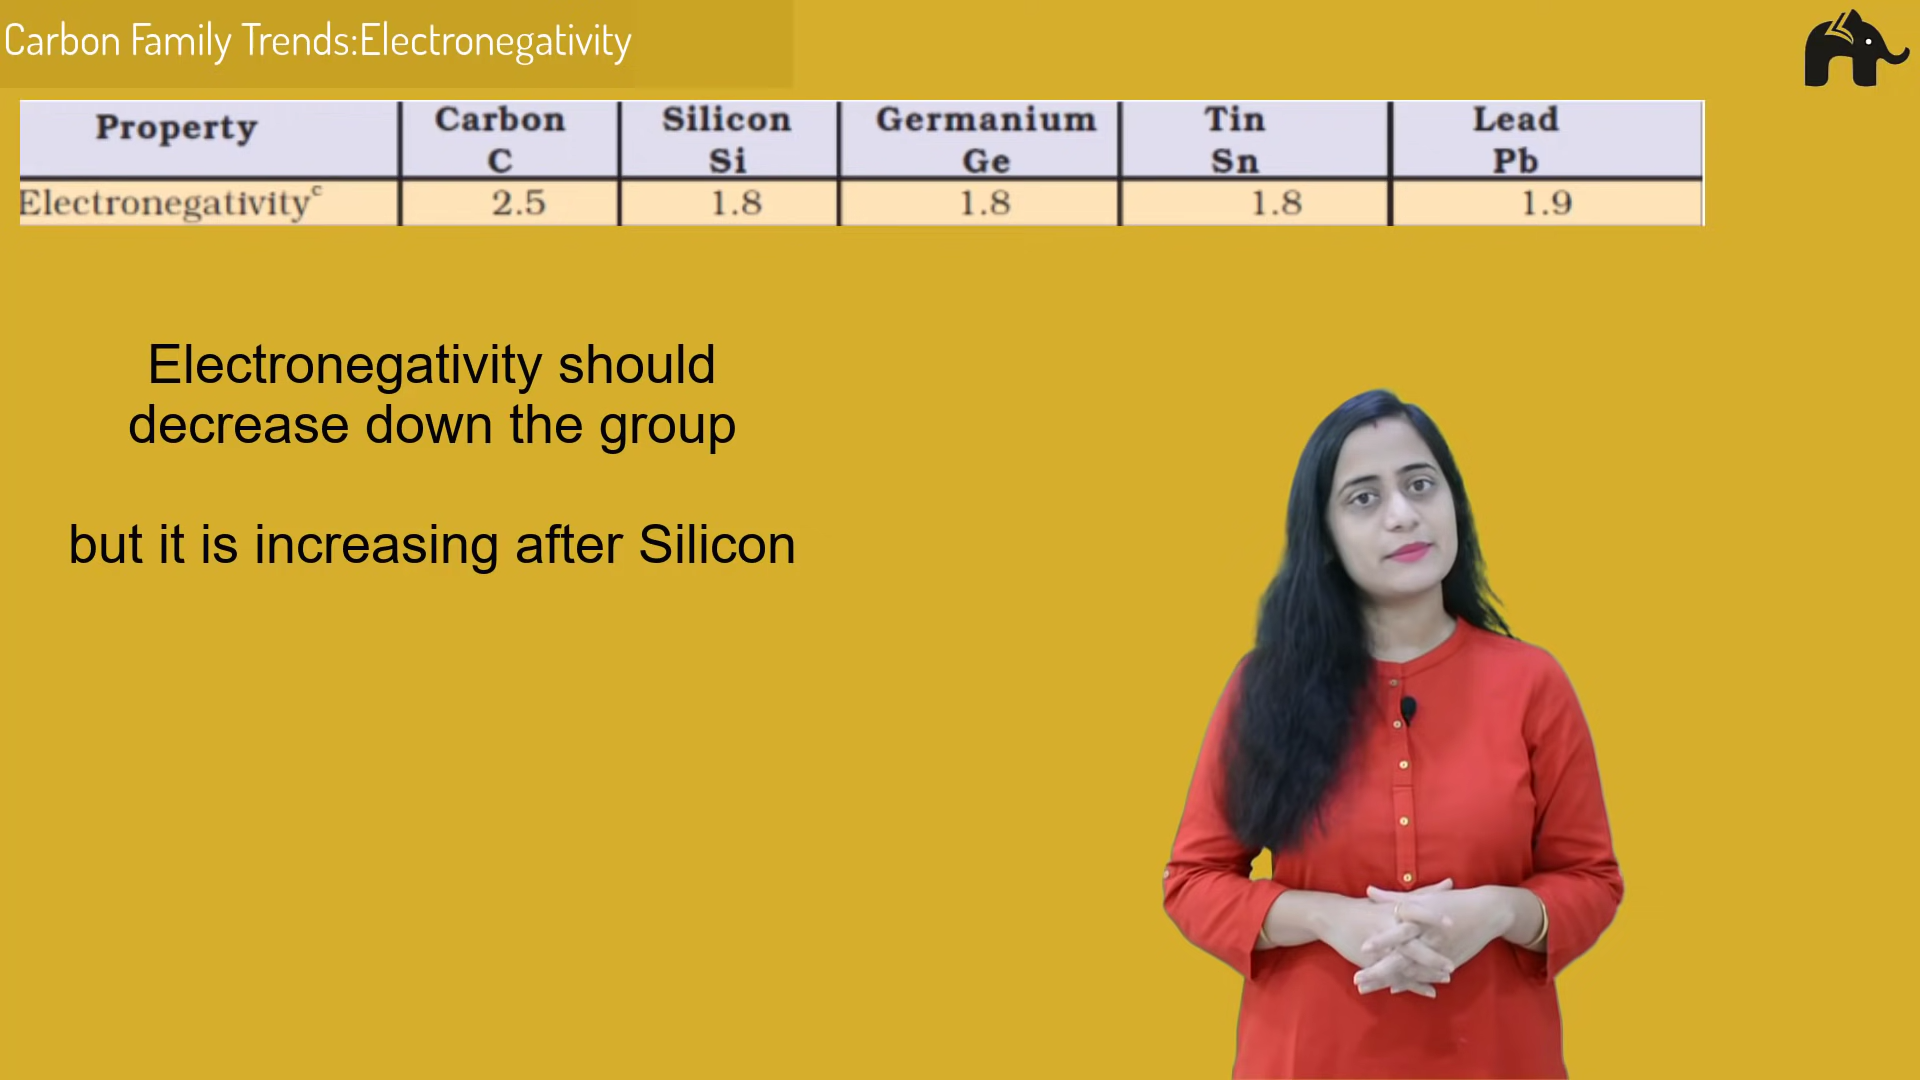 Carbon Family Trends:Electronegativity
Property Carbon Silicon Germanium Tin Lead
C Si Ge Sn Pb
Electronegativityᶜ 2.5 1.8 1.8 1.8 1.9
Electronegativity should
decrease down the group
but it is increasing after Silicon